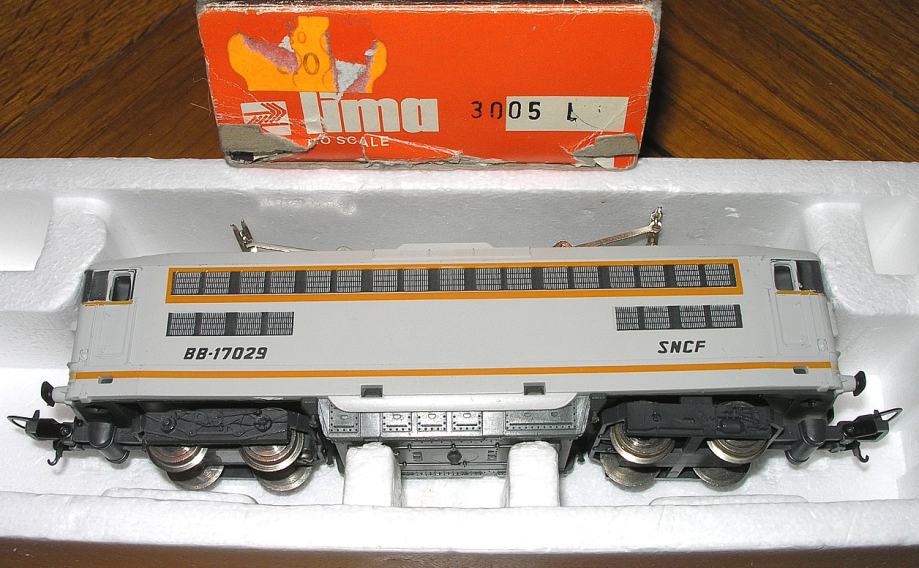 lima
3005 L
HO SCALE
BB-17029
SNCF